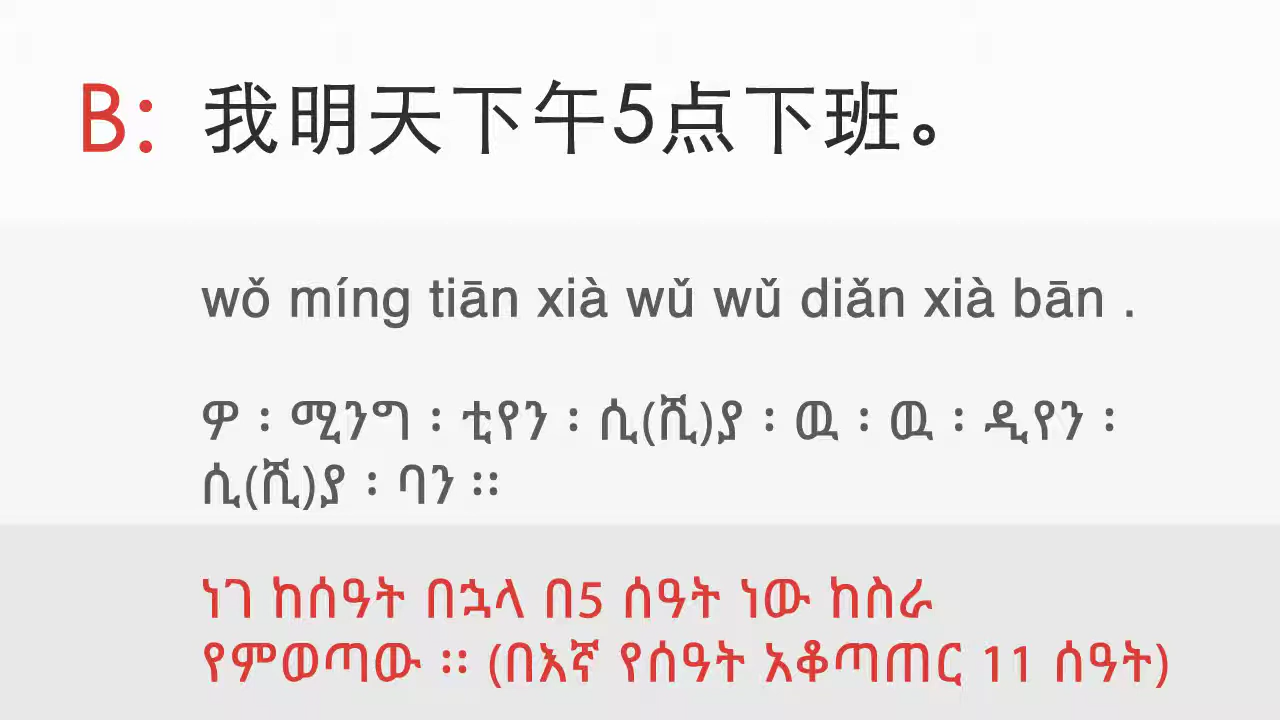 B: 我明天下午5点下班。
wǒ míng tiān xià wǔ wǔ diǎn xià bān .
ዎ ፡ ሚንግ ፡ ቲየን ፡ ሲ(ሺ)ያ ፡ ዉ ፡ ዉ ፡ ዲየን ፡
ሲ(ሺ)ያ ፡ ባን ፡፡
ነገ ከሰዓት በኋላ በ5 ሰዓት ነው ከስራ
የምወጣው ፡፡ (በእኛ የሰዓት አቆጣጠር 11 ሰዓት)